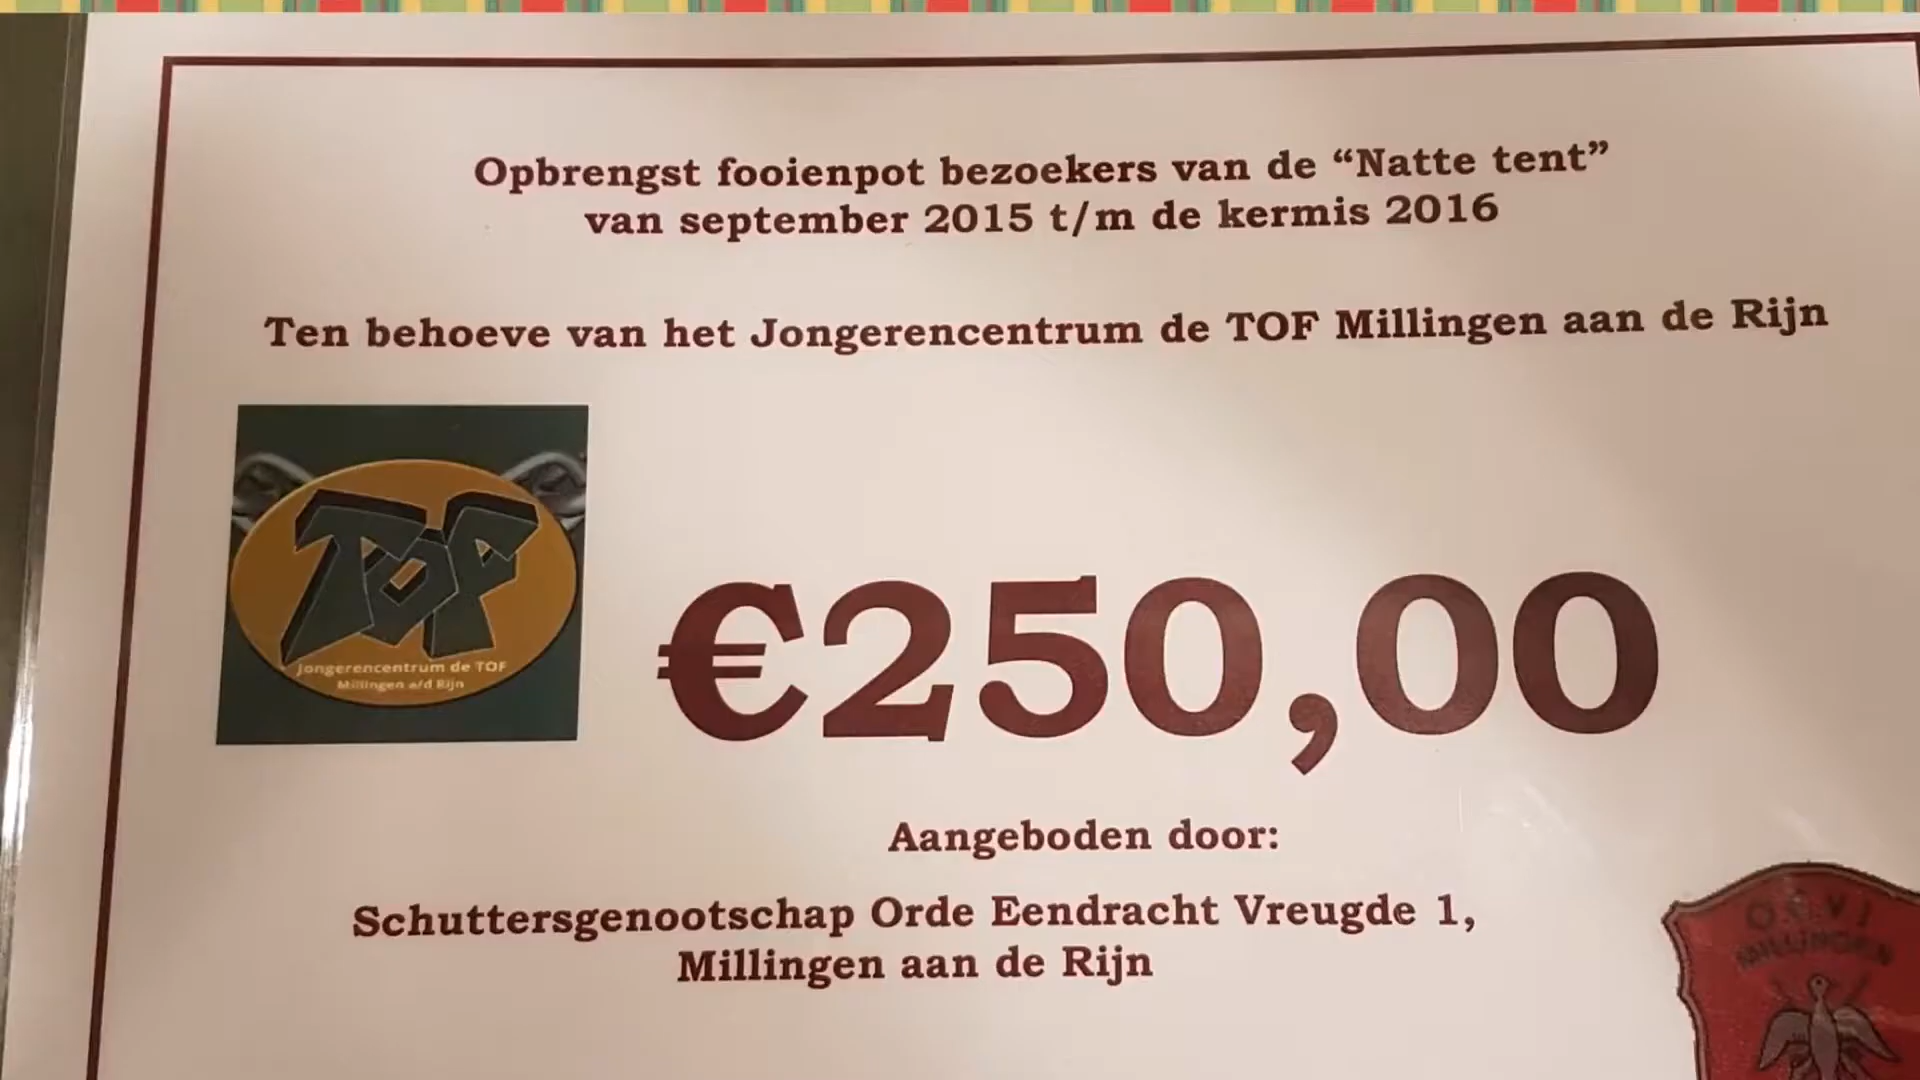 Opbrengst fooienpot bezoekers van de “Natte tent”
van september 2015 t/m de kermis 2016
Ten behoeve van het Jongerencentrum de TOF Millingen aan de Rijn
TOF
Jongerencentrum de TOF
Millingen a/d Rijn
€250,00
Aangeboden door:
Schuttersgenootschap Orde Eendracht Vreugde 1,
Millingen aan de Rijn
O.E.V 1
MILLINGEN